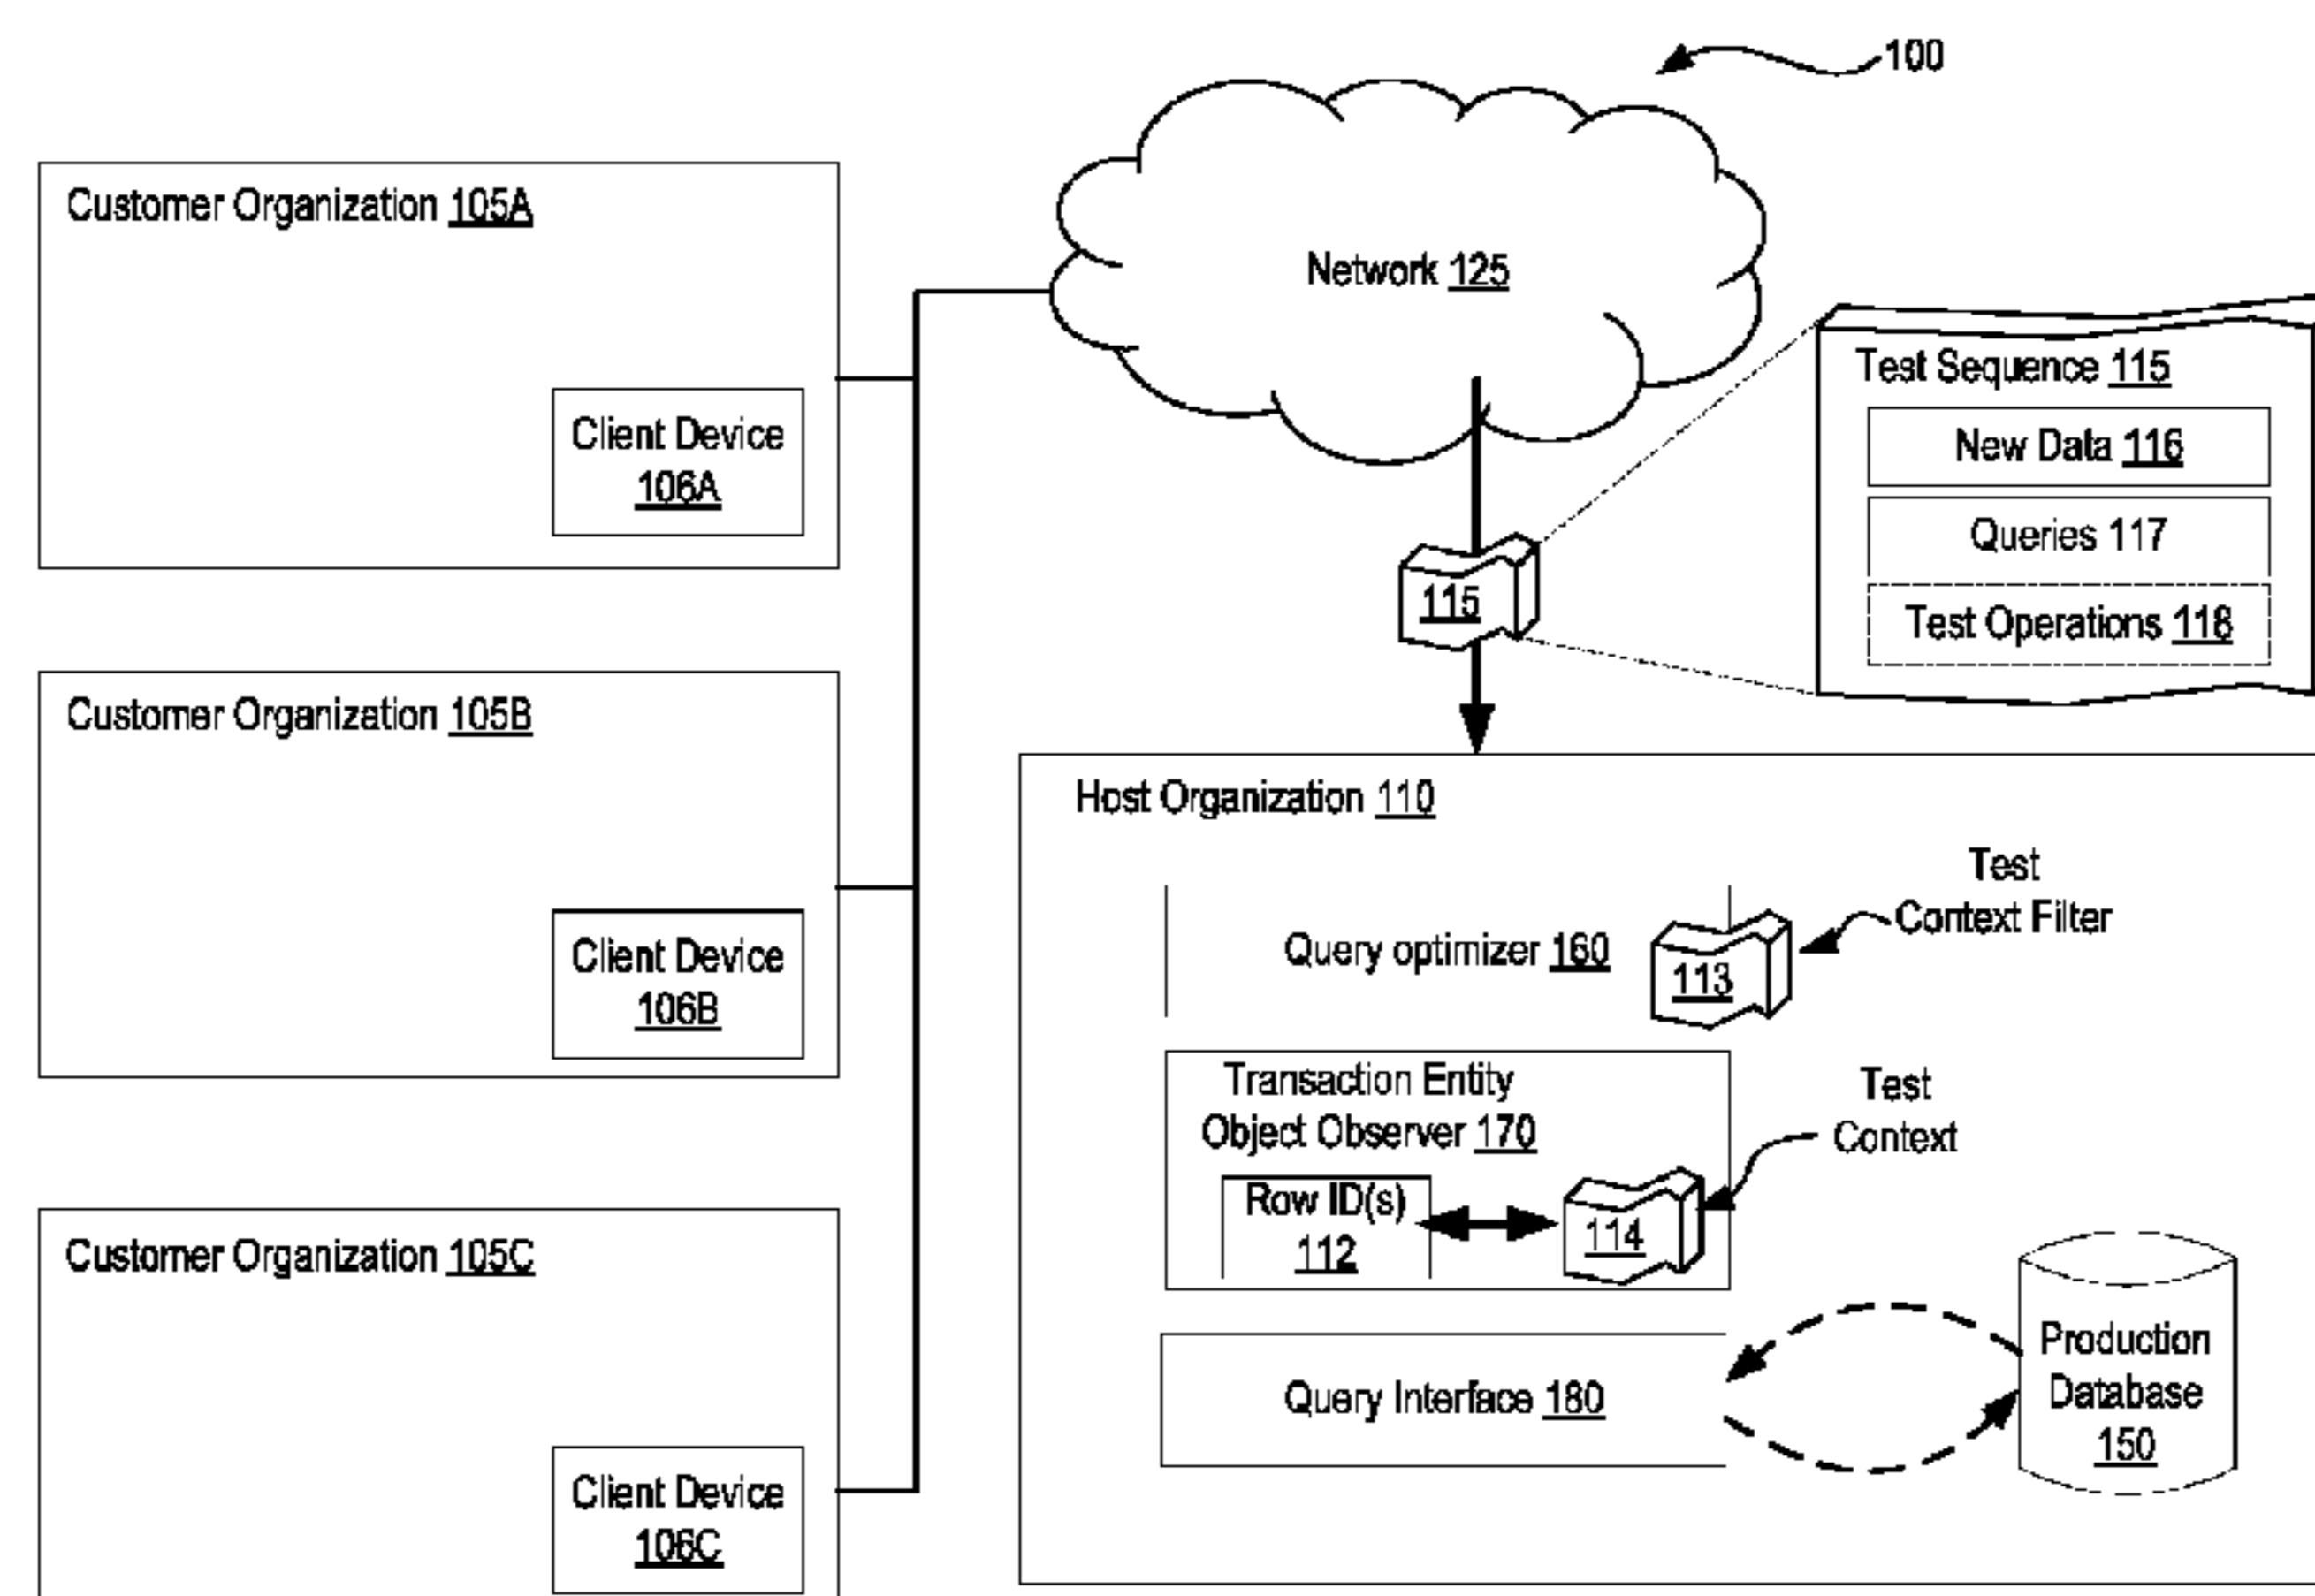 100
Customer Organization 105A
Client Device
106A
Network 125
Test Sequence 115
New Data 116
Queries 117
Test Operations 118
115
Customer Organization 105B
Client Device
106B
Host Organization 110
Query optimizer 160
113
Test
Context Filter
Transaction Entity
Object Observer 170
Row ID(s)
112
114
Test
Context
Customer Organization 105C
Client Device
106C
Query Interface 180
Production
Database
150